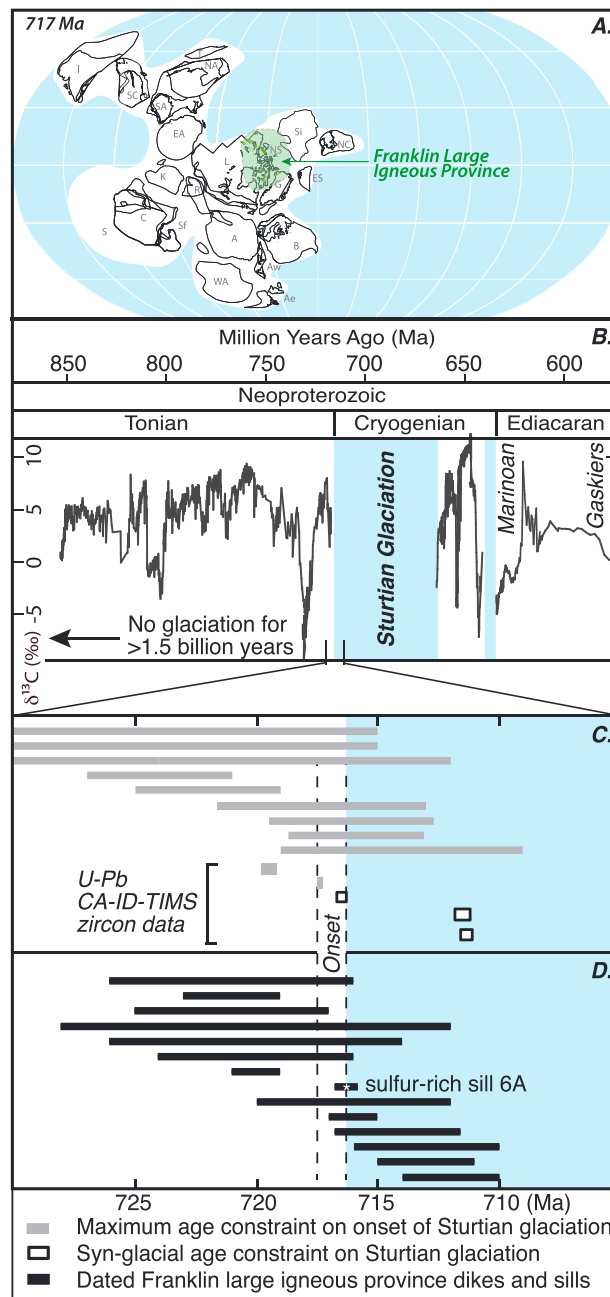 717 Ma
A.
I
SC
T
NA
SA
EA
Si
NC
NS
L
G
ES
K
R
C
S
Sf
A
B
Aw
WA
Ae
Franklin Large
Igneous Province
Million Years Ago (Ma)
B.
850 800 750 700 650 600
Neoproterozoic
Tonian Cryogenian Ediacaran
10
5
0
-5
δ¹³C (‰)
Sturtian Glaciation
Marinoan
Gaskiers
No glaciation for
>1.5 billion years
C.
U-Pb
CA-ID-TIMS
zircon data
Onset
D.
sulfur-rich sill 6A
725 720 715 710 (Ma)
Maximum age constraint on onset of Sturtian glaciation
Syn-glacial age constraint on Sturtian glaciation
Dated Franklin large igneous province dikes and sills